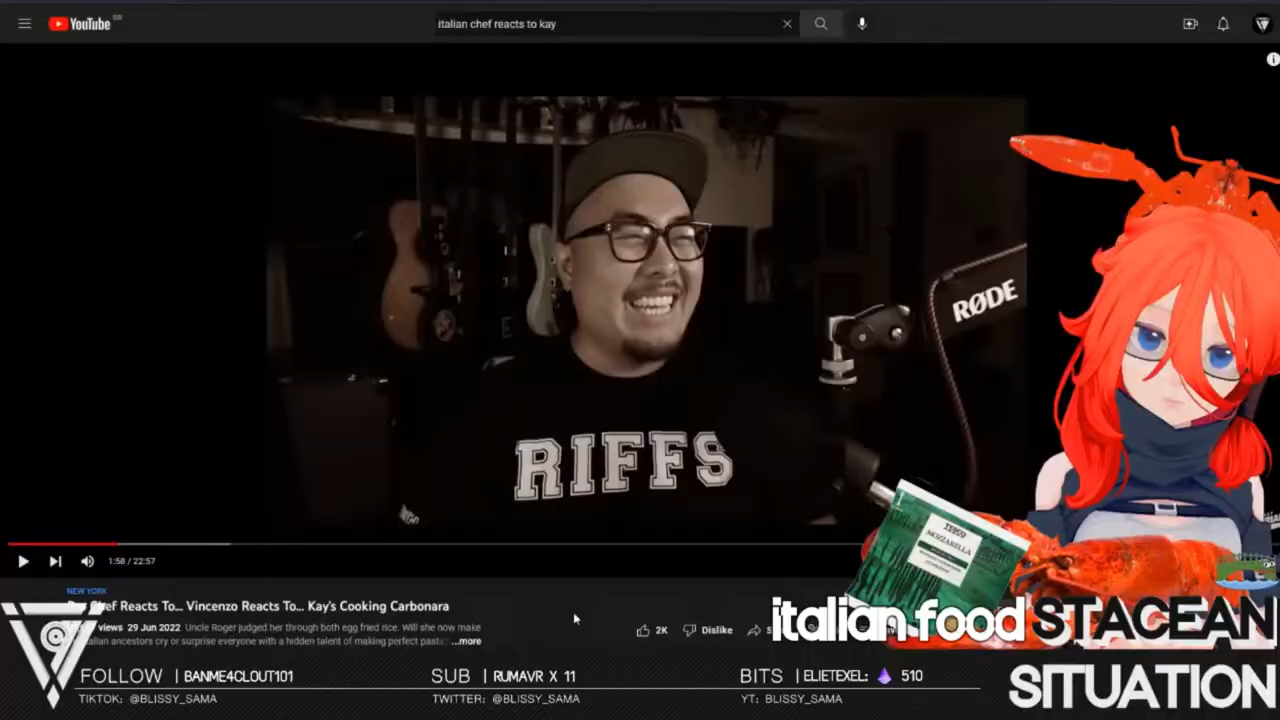 YouTube GB
italian chef reacts to kay
RØDE
RIFFS
TESCO
MOZZARELLA
1:58 / 22:57
NEW YORK
Chef Reacts To... Vincenzo Reacts To... Kay's Cooking Carbonara
views 29 Jun 2022 Uncle Roger judged her through both egg fried rice. Will she now make
italian ancestors cry or surprise everyone with a hidden talent of making perfect past
...more
2K
Dislike
italian food STACEAN
SITUATION
FOLLOW | BANME4CLOUT101
SUB | RUMAVR X 11
BITS | ELIETEXEL: 510
TIKTOK: @BLISSY_SAMA
TWITTER: @BLISSY_SAMA
YT: BLISSY_SAMA